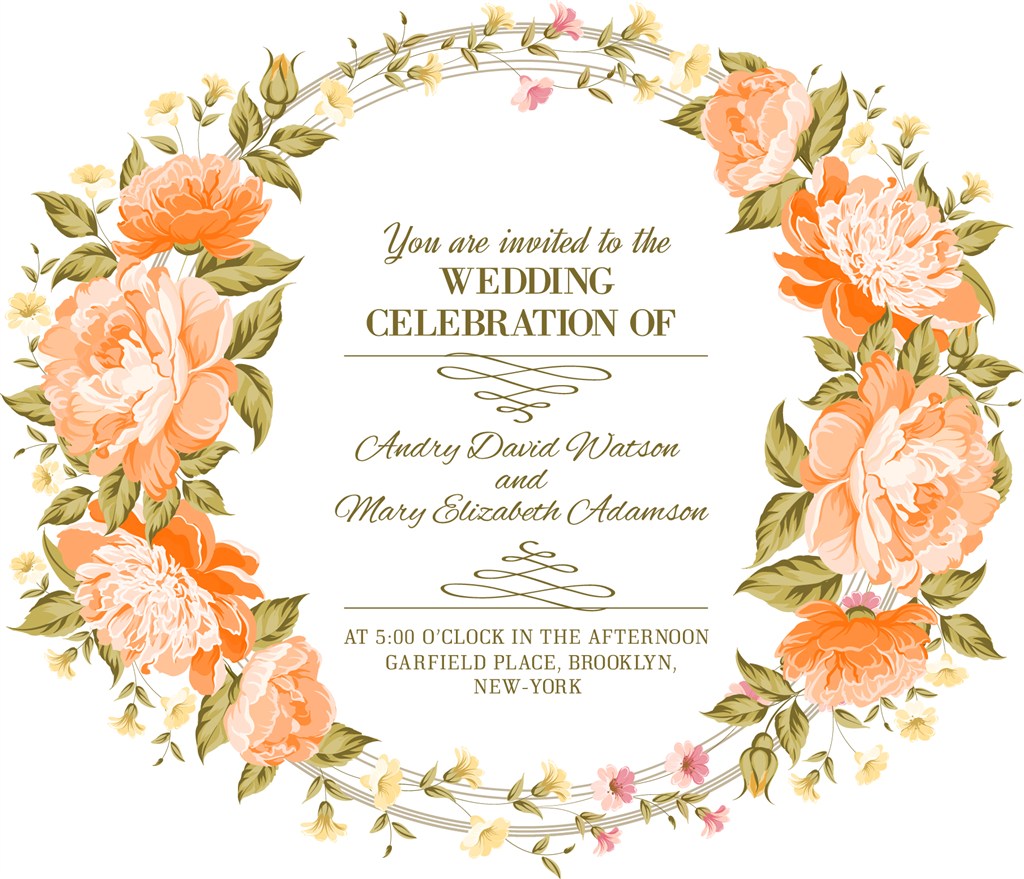 You are invited to the
WEDDING
CELEBRATION OF
Andry David Watson
and
Mary Elizabeth Adamson
AT 5:00 O'CLOCK IN THE AFTERNOON
GARFIELD PLACE, BROOKLYN,
NEW-YORK